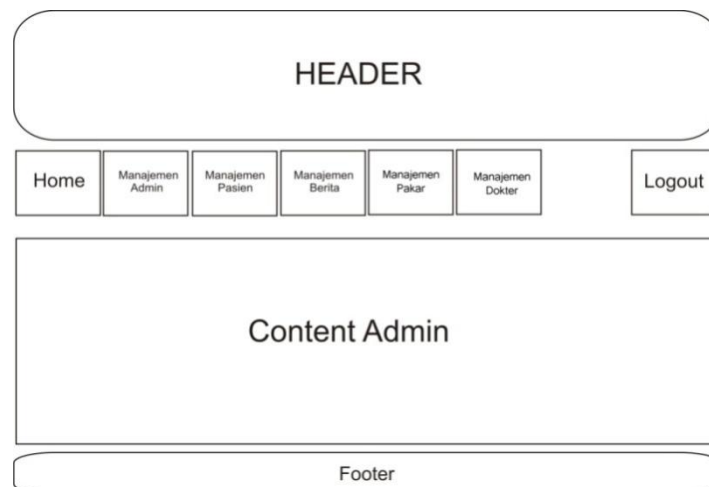 HEADER
Home
Manajemen
Admin
Manajemen
Pasien
Manajemen
Berita
Manajemen
Pakar
Manajemen
Dokter
Logout
Content Admin
Footer